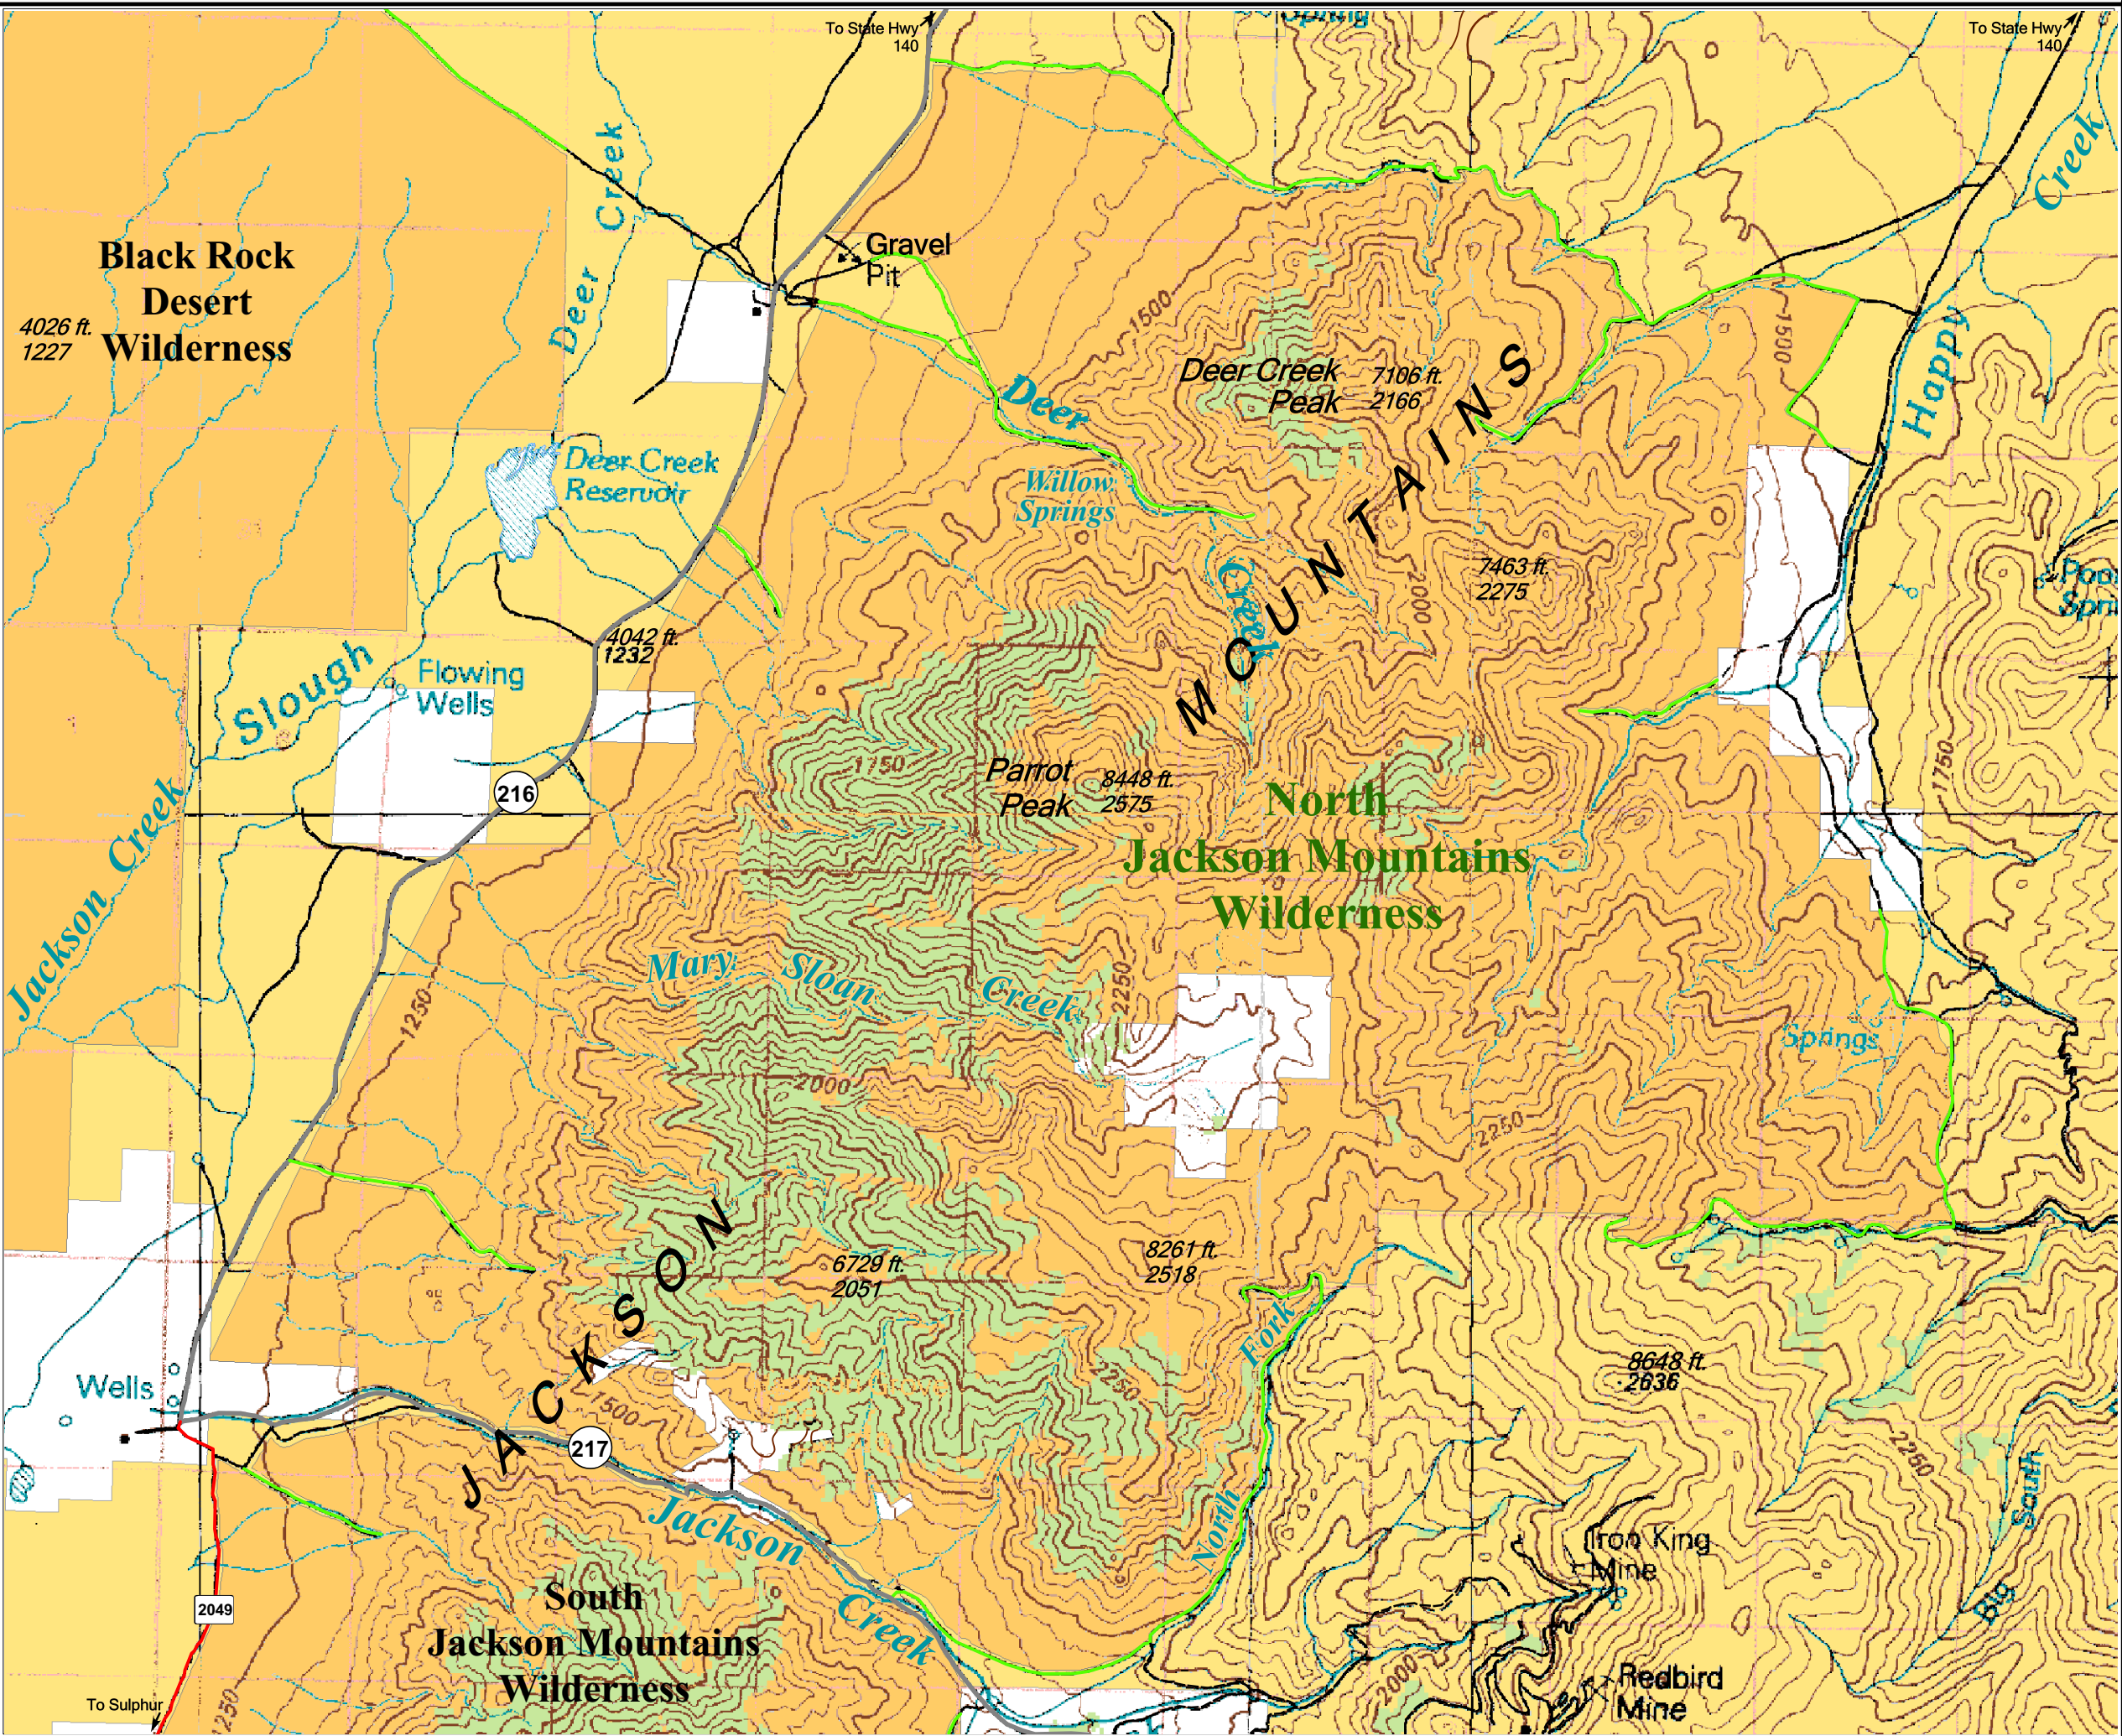 To State Hwy
140
To State Hwy
140
Spring
Creek
Deer
Creek
Gravel
Pit
Black Rock
Desert
Wilderness
4026 ft.
1227
1500
1500
Happy
Deer Creek
Peak
7106 ft.
2166
Deer
Creek
Willow
Springs
Deer Creek
Reservoir
MOUNTAINS
7463 ft.
2275
2000
4042 ft.
1232
Slough
Flowing
Wells
216
1750
Parrot
Peak
8448 ft.
2575
North
Jackson Mountains
Wilderness
1750
Jackson Creek
Mary Sloan Creek
2250
1250
Springs
2000
2250
JACKSON
6729 ft.
2051
8261 ft.
2518
North Fork
8648 ft.
2636
Wells
1500
2250
2250
217
Jackson
Creek
South
Big
Iron King
Mine
2049
South
Jackson Mountains
Wilderness
Redbird
Mine
2000
To Sulphur
1250